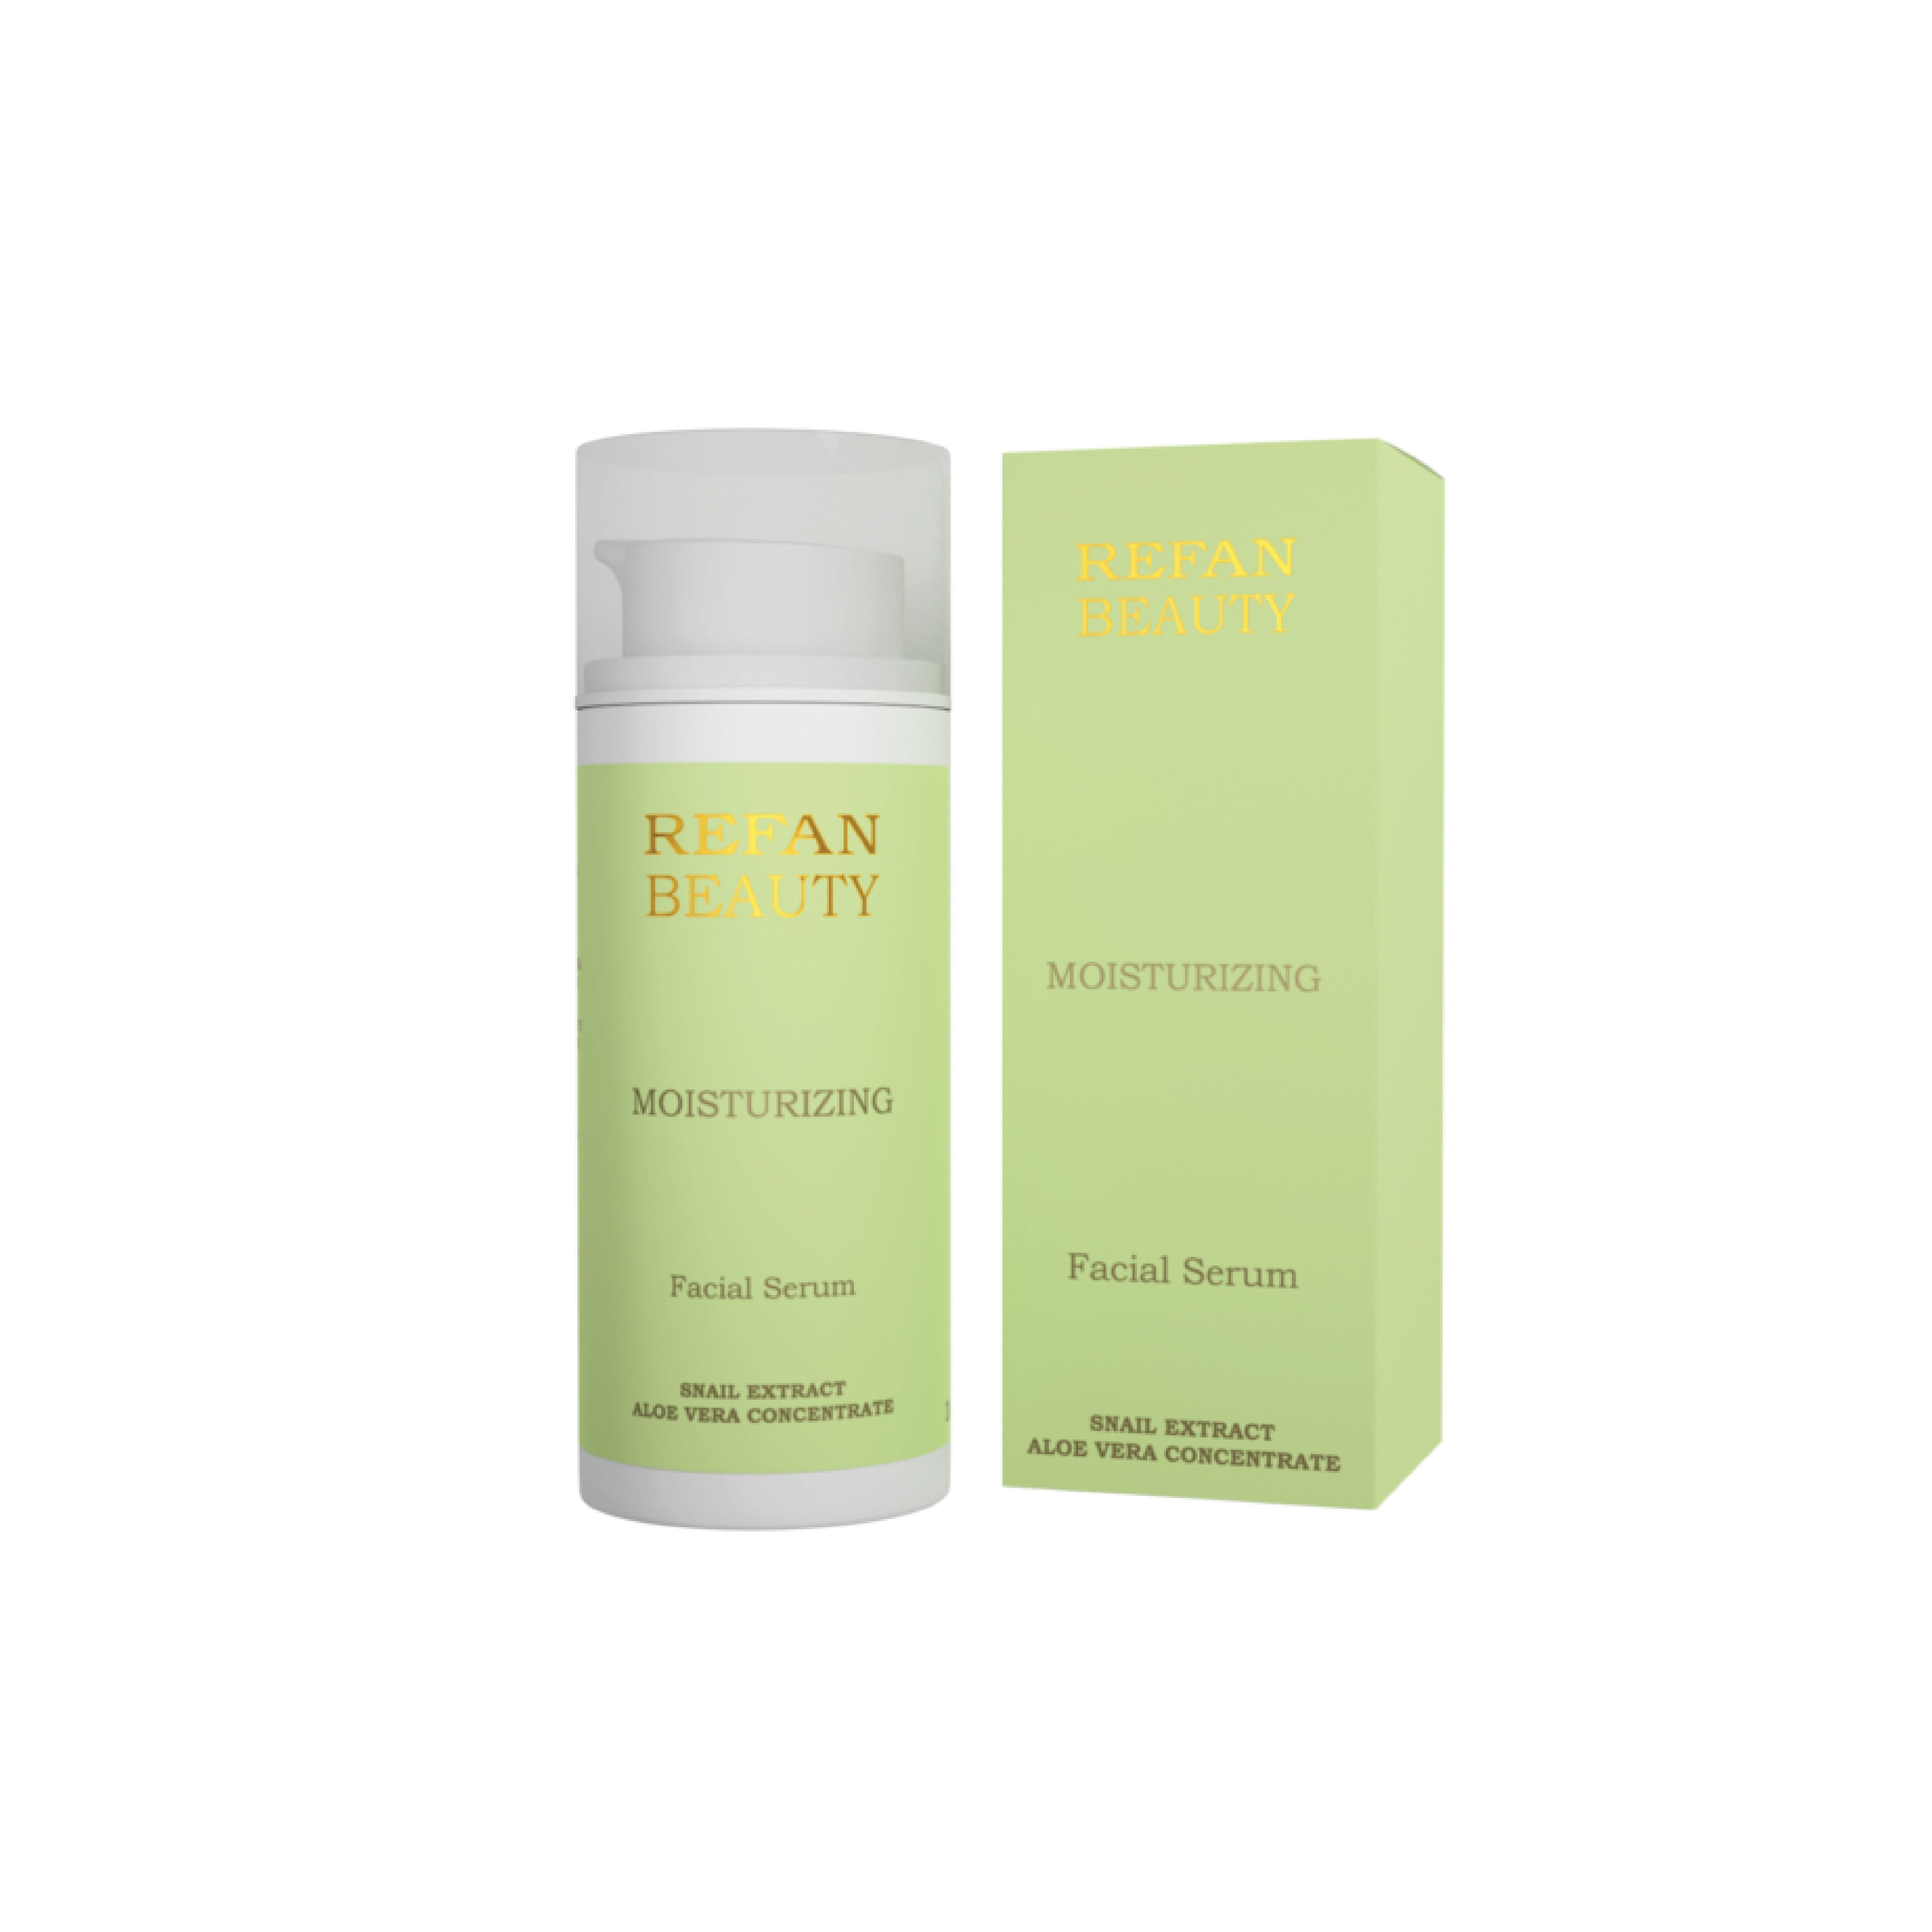 REFAN
BEAUTY
MOISTURIZING
Facial Serum
SNAIL EXTRACT
ALOE VERA CONCENTRATE
REFAN
BEAUTY
MOISTURIZING
Facial Serum
SNAIL EXTRACT
ALOE VERA CONCENTRATE